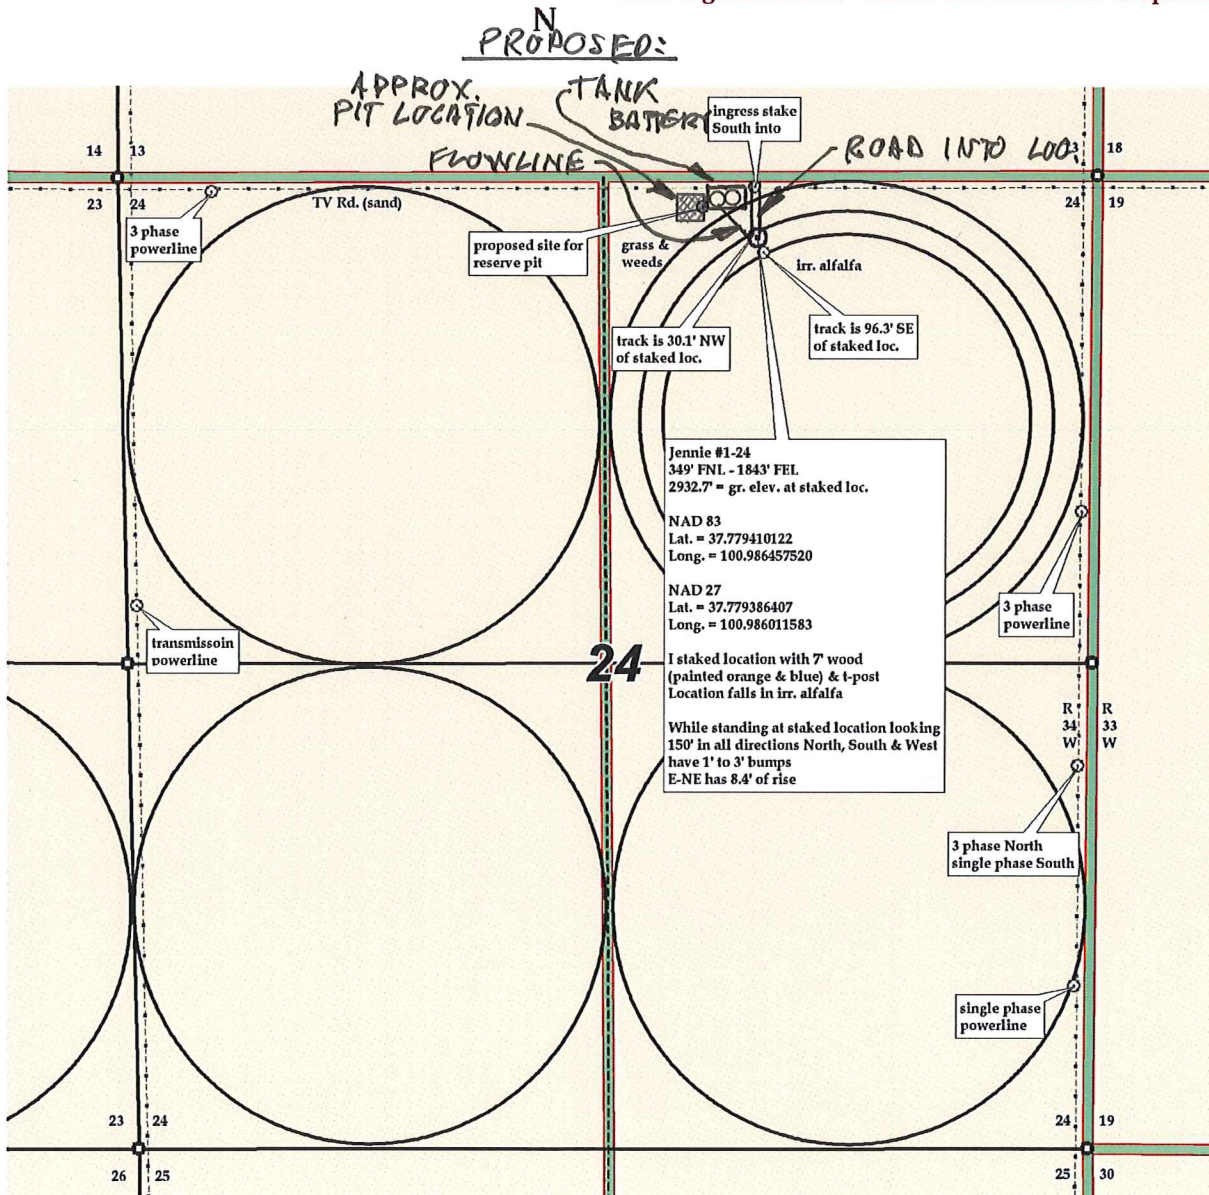 N
PROPOSED:
APPROX.
PIT LOCATION
TANK
BATTERY
ingress stake
South into
FLOWLINE
ROAD INTO LOC.
14 13
23 24
3 18
24 19
TV Rd. (sand)
3 phase
powerline
proposed site for
reserve pit
grass &
weeds
irr. alfalfa
track is 30.1' NW
of staked loc.
track is 96.3' SE
of staked loc.
Jennie #1-24
349' FNL - 1843' FEL
2932.7' = gr. elev. at staked loc.
NAD 83
Lat. = 37.779410122
Long. = 100.986457520
NAD 27
Lat. = 37.779386407
Long. = 100.986011583
I staked location with 7' wood
(painted orange & blue) & t-post
Location falls in irr. alfalfa
While standing at staked location looking
150' in all directions North, South & West
have 1' to 3' bumps
E-NE has 8.4' of rise
3 phase
powerline
transmissoin
powerline
24
R R
34 33
W W
3 phase North
single phase South
single phase
powerline
23 24
26 25
24 19
25 30